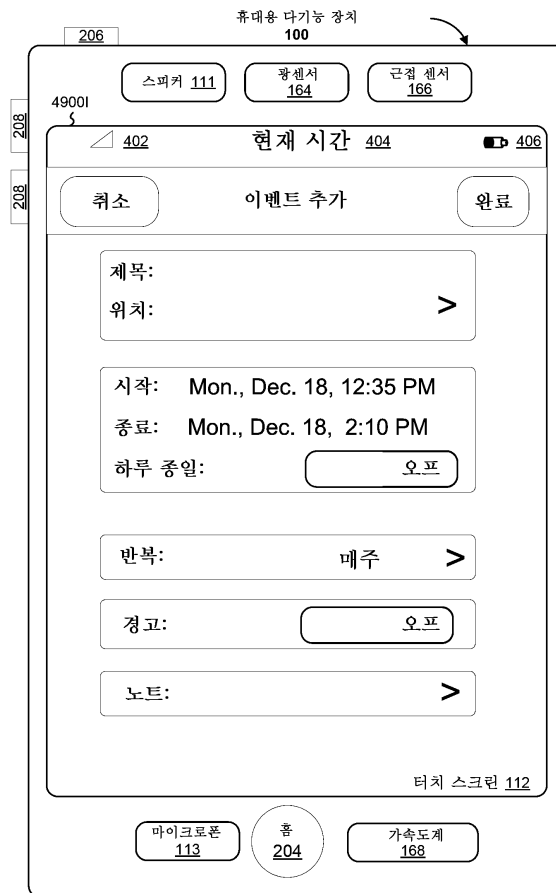 휴대용 다기능 장치
100
206
스피커 111
광센서
164
근접 센서
166
4900I
208
208
402
현재 시간 404
406
취소
이벤트 추가
완료
제목:
위치:
>
시작: Mon., Dec. 18, 12:35 PM
종료: Mon., Dec. 18, 2:10 PM
하루 종일: 오프
반복: 매주 >
경고: 오프
노트: >
터치 스크린 112
마이크로폰
113
홈
204
가속도계
168